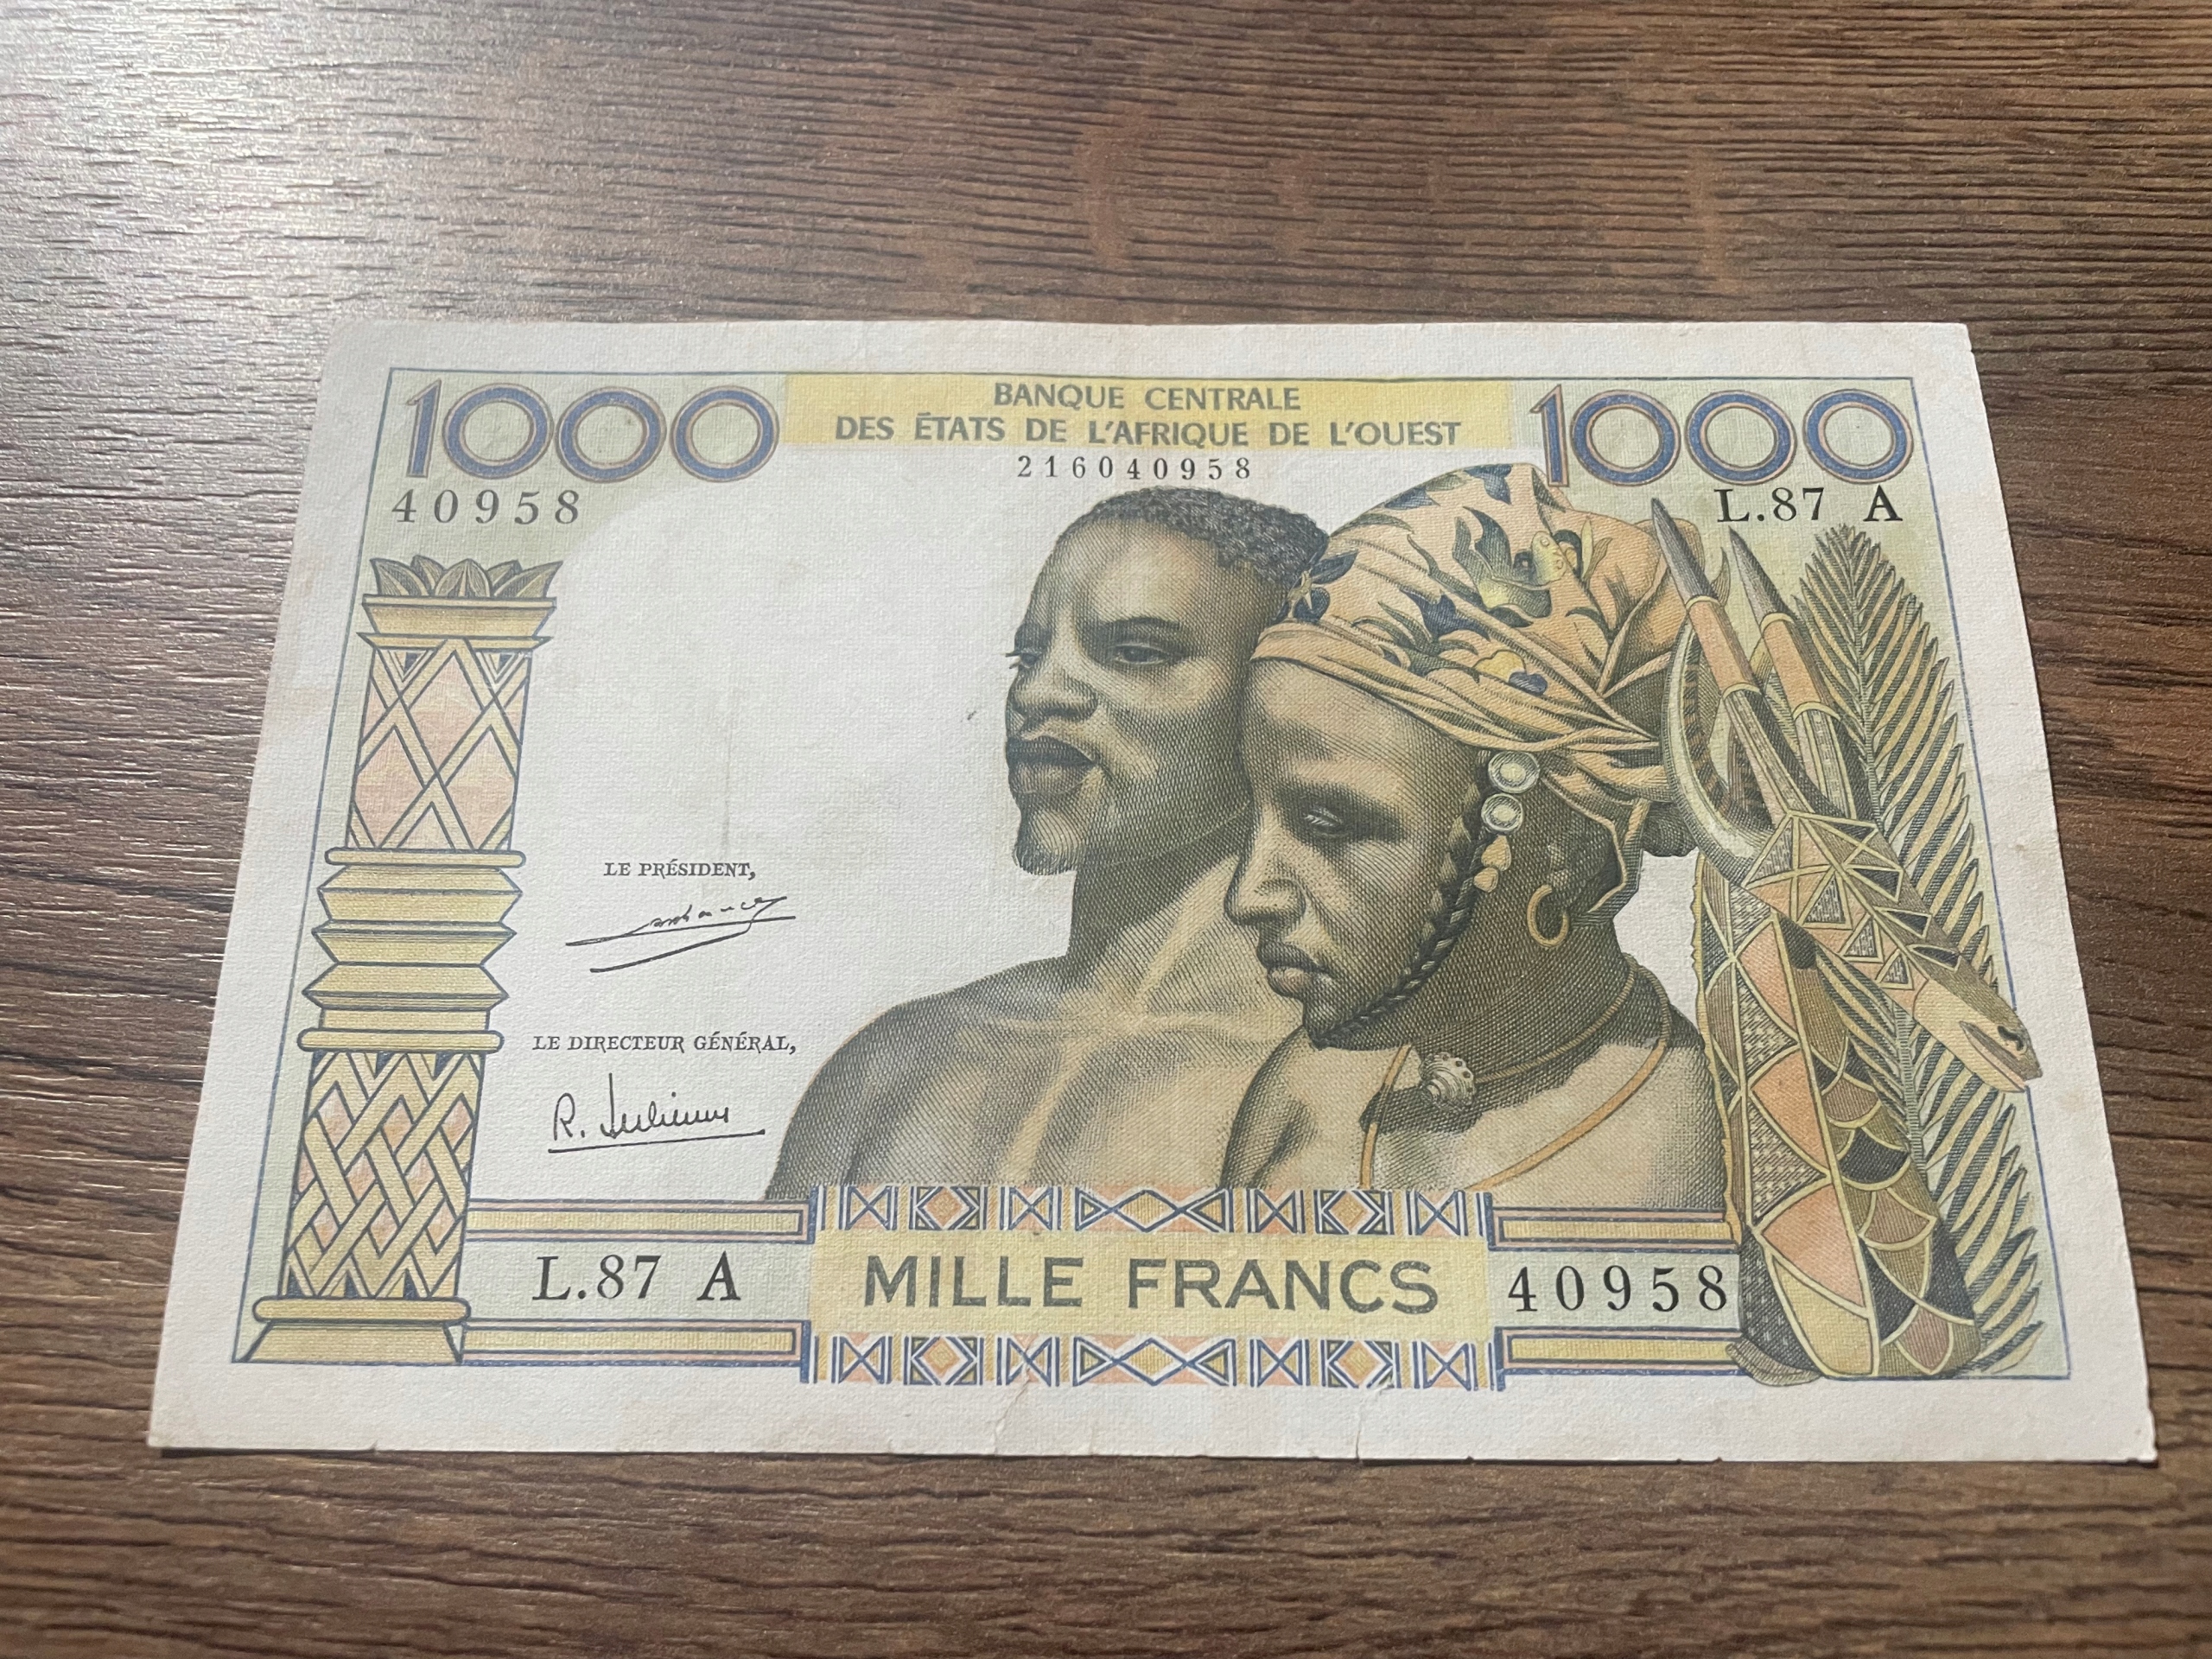 1000
BANQUE CENTRALE
DES ÉTATS DE L'AFRIQUE DE L'OUEST
1000
216040958
40958
L.87 A
LE PRÉSIDENT,
LE DIRECTEUR GÉNÉRAL,
R. Julienne
L.87 A
MILLE FRANCS
40958